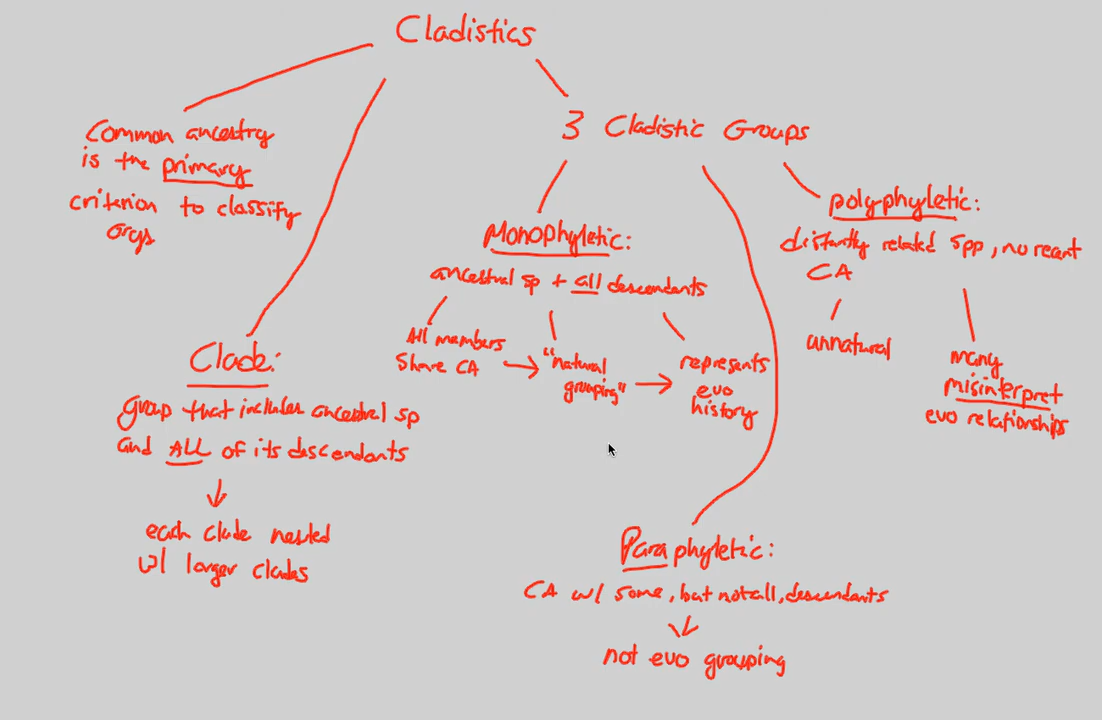 Cladistics
Common ancestry
is the primary
criterion to classify
orgs
Clade:
group that includes ancestral sp
and ALL of its descendants
↓
each clade nested
w/ larger clades
3 Cladistic Groups
Monophyletic:
ancestral sp + all descendants
All members
Share CA →
"natural
grouping" →
represents
evo
history
Paraphyletic:
CA w/ some, but not all, descendants
↓
not evo grouping
polyphyletic:
distantly related spp, no recent
CA
unnatural
many
misinterpret
evo relationships